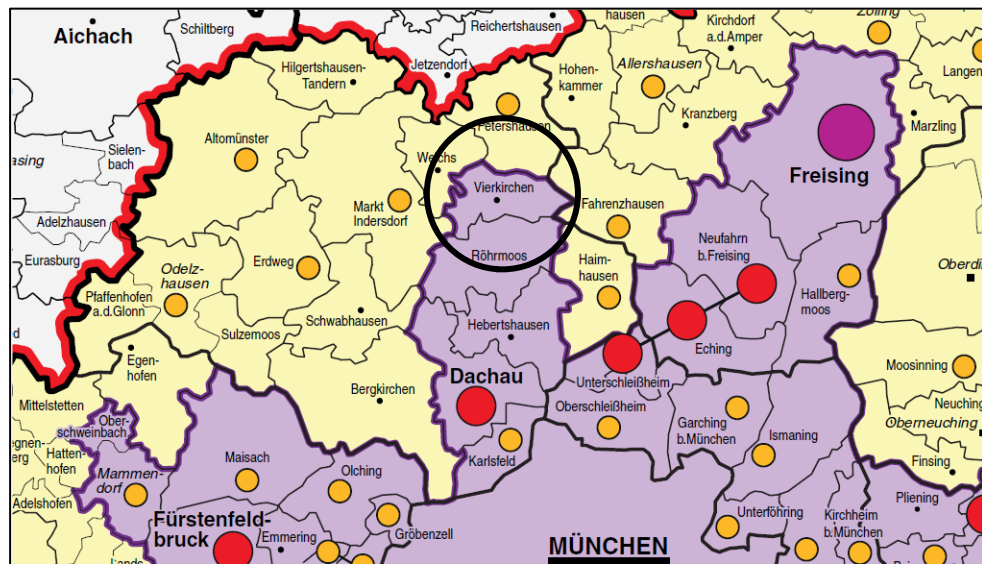 Aichach
Schiltberg
Reichertshausen
hausen
Kirchdorf
a.d.Amper
Zolling
Hilgertshausen-
Tandern
Jetzendorf
Hohen-
kammer
Allershausen
Langen
Altomünster
Petershausen
Kranzberg
Marzling
Sielen-
bach
asing
Weichs
Freising
Vierkirchen
Markt
Indersdorf
Fahrenzhausen
Adelzhausen
Eurasburg
Odelz-
hausen
Erdweg
Röhrmoos
Haim-
hausen
Neufahrn
b.Freising
Oberdi
Hallberg-
moos
Pfaffenhofen
a.d.Glonn
Sulzemoos
Schwabhausen
Hebertshausen
Eching
Egen-
hofen
Dachau
Unterschleißheim
Moosinning
Mittelstetten
Bergkirchen
Oberschleißheim
Neuching
Ober-
schweinbach
Garching
b.München
Ismaning
Oberneuching
egnen-
erg
Hatten-
hofen
Maisach
Olching
Karlsfeld
Finsing
Mammen-
dorf
Adelshofen
Fürstenfeld-
bruck
Emmering
Gröbenzell
Unterföhring
Kirchheim
b.München
Pliening
MÜNCHEN